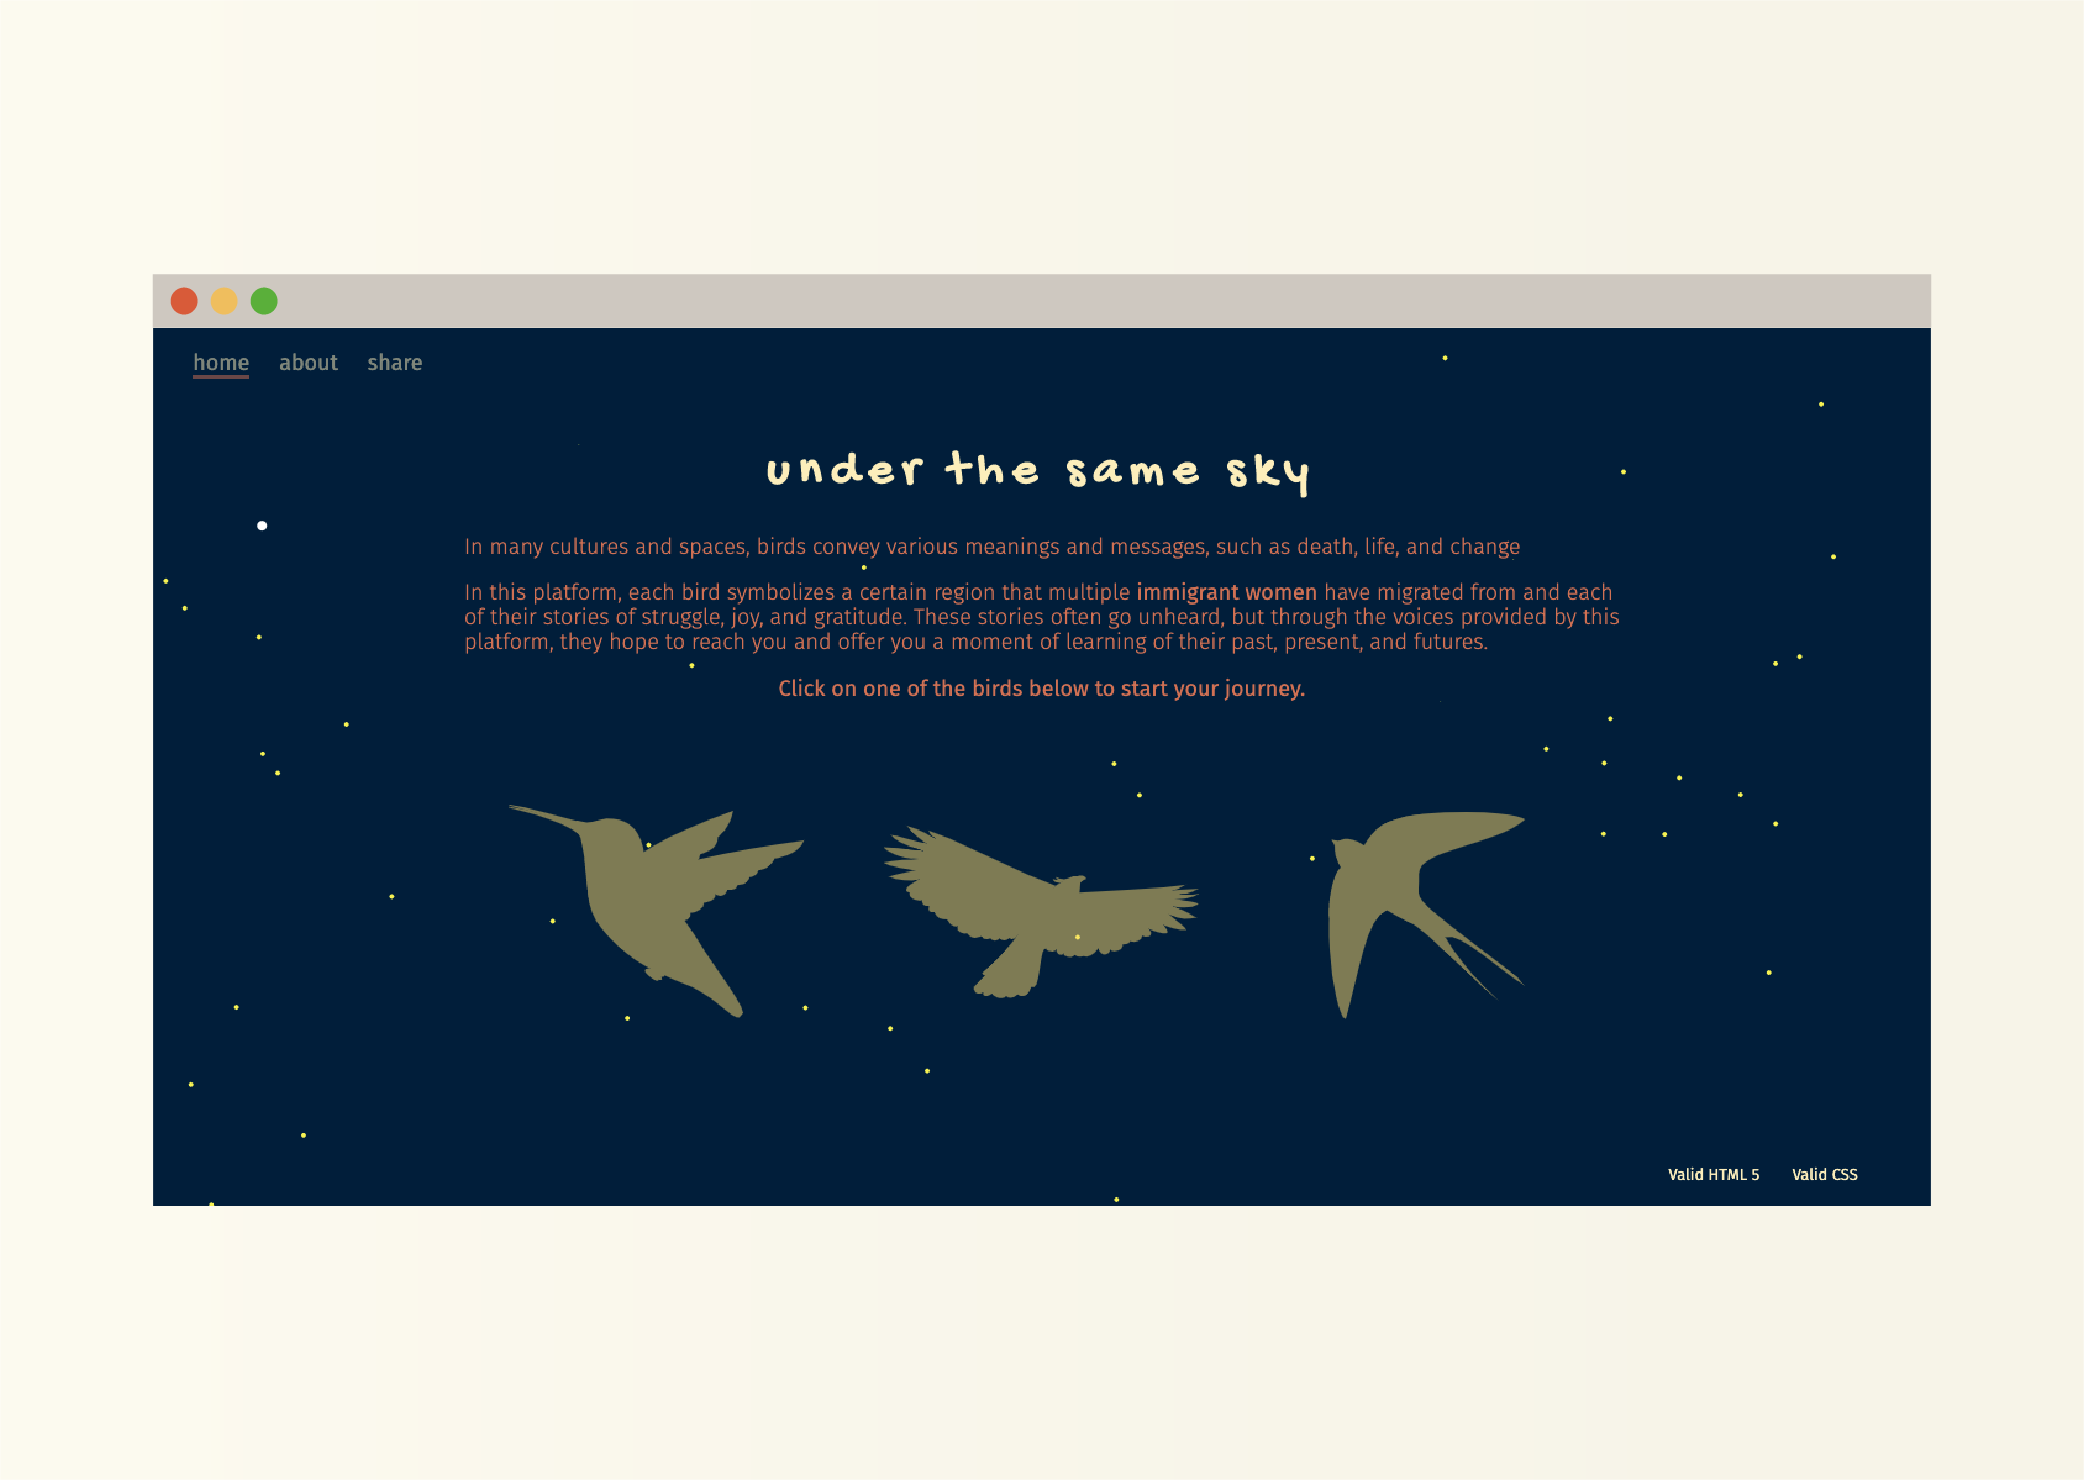 home about share
under the same sky
In many cultures and spaces, birds convey various meanings and messages, such as death, life, and change
In this platform, each bird symbolizes a certain region that multiple immigrant women have migrated from and each
of their stories of struggle, joy, and gratitude. These stories often go unheard, but through the voices provided by this
platform, they hope to reach you and offer you a moment of learning of their past, present, and futures.
Click on one of the birds below to start your journey.
Valid HTML 5 Valid CSS